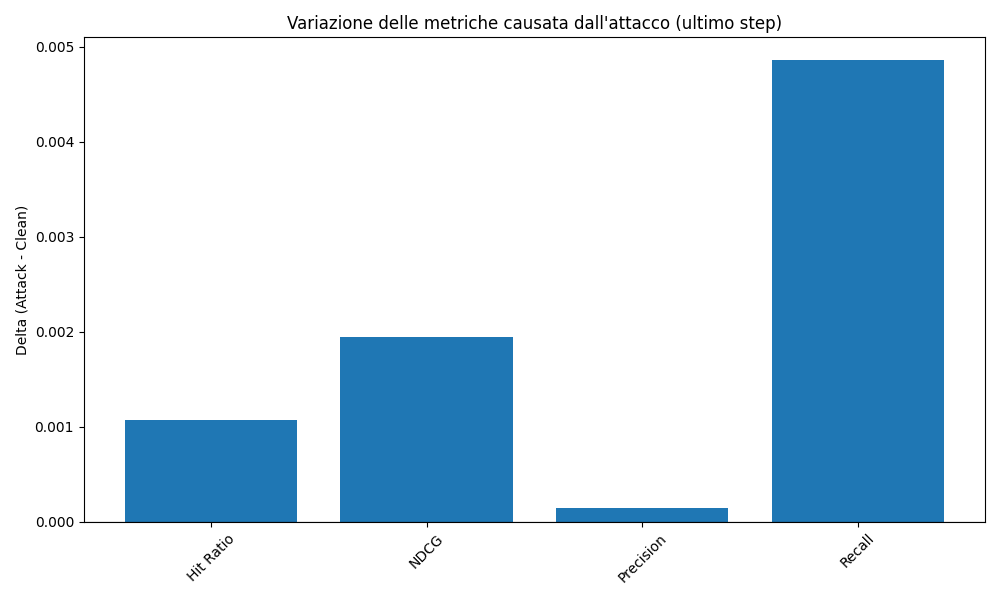 Variazione delle metriche causata dall'attacco (ultimo step)
Delta (Attack - Clean)
0.005
0.004
0.003
0.002
0.001
0.000
Hit Ratio
NDCG
Precision
Recall